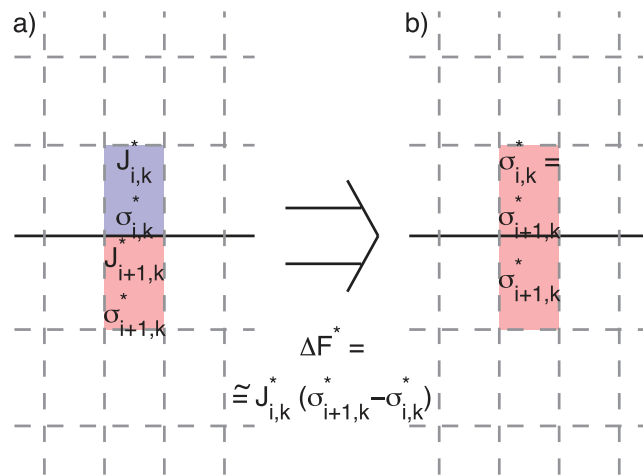 a)
b)
J*i,k
σ*i,k
J*i+1,k
σ*i+1,k
σ*i,k =
σ*i+1,k
σ*i+1,k
ΔF* =
≅ J*i,k (σ*i+1,k−σ*i,k)